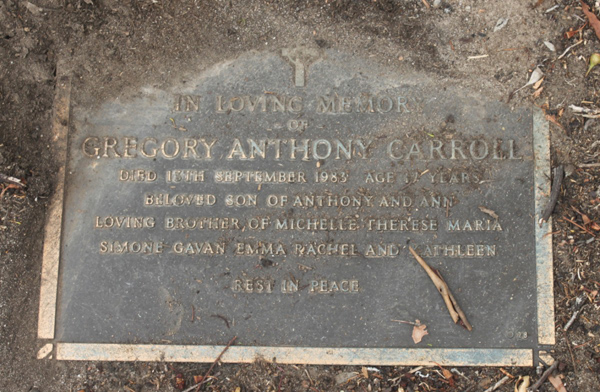 IN LOVING MEMORY
OF
GREGORY ANTHONY CARROLL
DIED SEPTEMBER 1983 AGE YEARS
BELOVED SON OF ANTHONY AND ANN
LOVING BROTHER OF MICHELLE THERESE MARIA
SIMONE GAVAN EMMA RACHEL AND KATHLEEN
REST IN PEACE